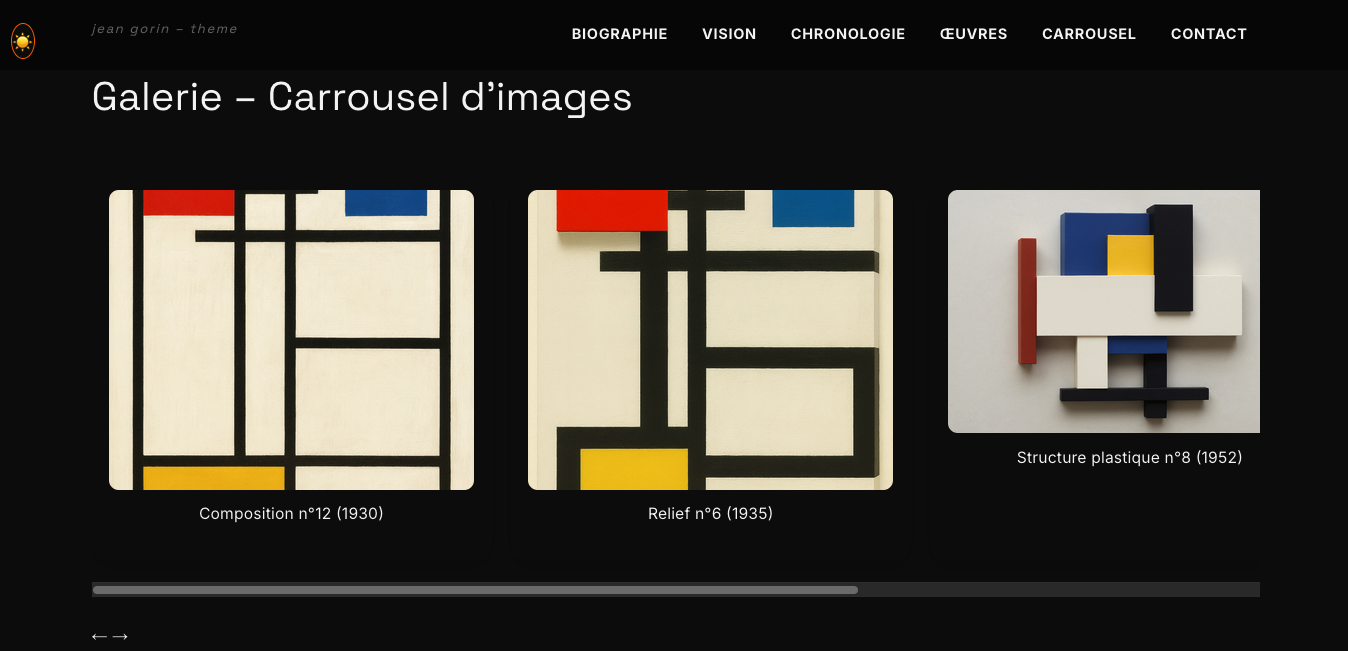 jean gorin – theme
BIOGRAPHIE VISION CHRONOLOGIE ŒUVRES CARROUSEL CONTACT
Galerie – Carrousel d’images
Composition n°12 (1930)
Relief n°6 (1935)
Structure plastique n°8 (1952)
← →